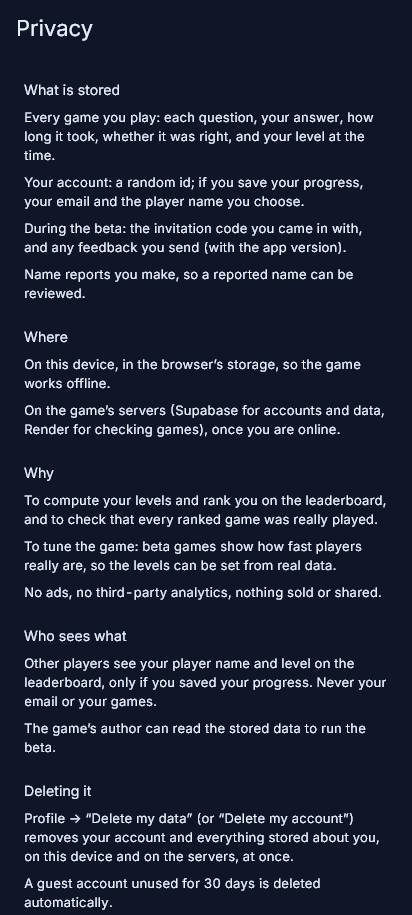 Privacy
What is stored
Every game you play: each question, your answer, how
long it took, whether it was right, and your level at the
time.
Your account: a random id; if you save your progress,
your email and the player name you choose.
During the beta: the invitation code you came in with,
and any feedback you send (with the app version).
Name reports you make, so a reported name can be
reviewed.
Where
On this device, in the browser’s storage, so the game
works offline.
On the game’s servers (Supabase for accounts and data,
Render for checking games), once you are online.
Why
To compute your levels and rank you on the leaderboard,
and to check that every ranked game was really played.
To tune the game: beta games show how fast players
really are, so the levels can be set from real data.
No ads, no third-party analytics, nothing sold or shared.
Who sees what
Other players see your player name and level on the
leaderboard, only if you saved your progress. Never your
email or your games.
The game’s author can read the stored data to run the
beta.
Deleting it
Profile → “Delete my data” (or “Delete my account”)
removes your account and everything stored about you,
on this device and on the servers, at once.
A guest account unused for 30 days is deleted
automatically.